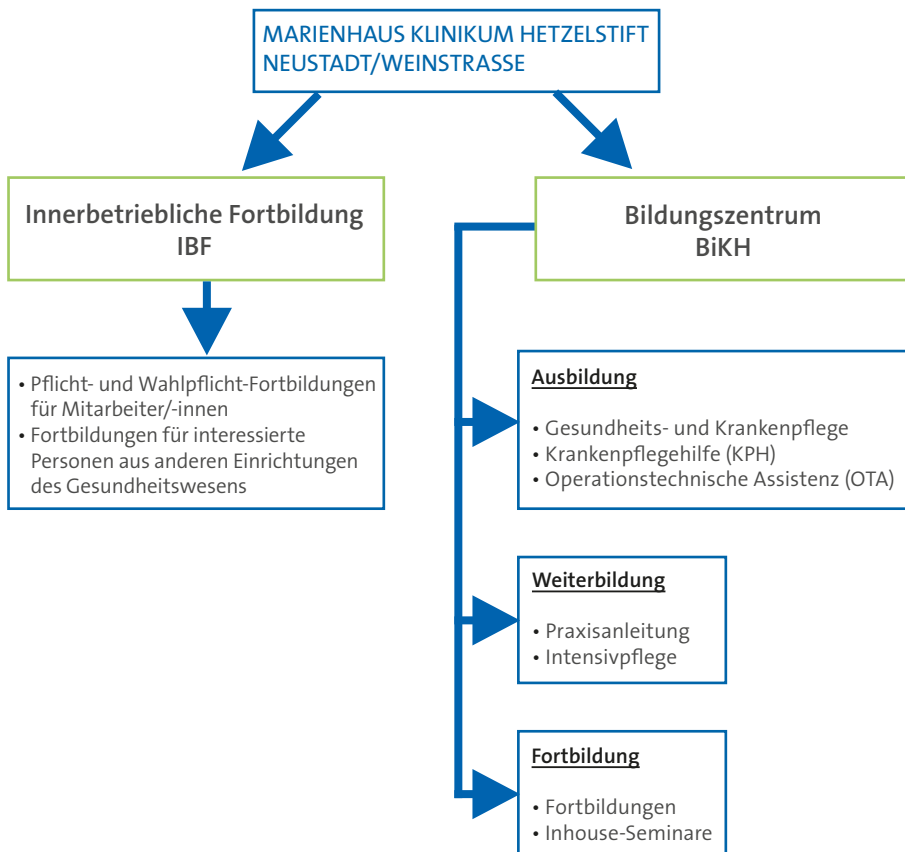 MARIENHAUS KLINIKUM HETZELSTIFT
NEUSTADT/WEINSTRASSE
Innerbetriebliche Fortbildung
IBF
Bildungszentrum
BiKH
• Pflicht- und Wahlpflicht-Fortbildungen
für Mitarbeiter/-innen
• Fortbildungen für interessierte
Personen aus anderen Einrichtungen
des Gesundheitswesens
Ausbildung
• Gesundheits- und Krankenpflege
• Krankenpflegehilfe (KPH)
• Operationstechnische Assistenz (OTA)
Weiterbildung
• Praxisanleitung
• Intensivpflege
Fortbildung
• Fortbildungen
• Inhouse-Seminare